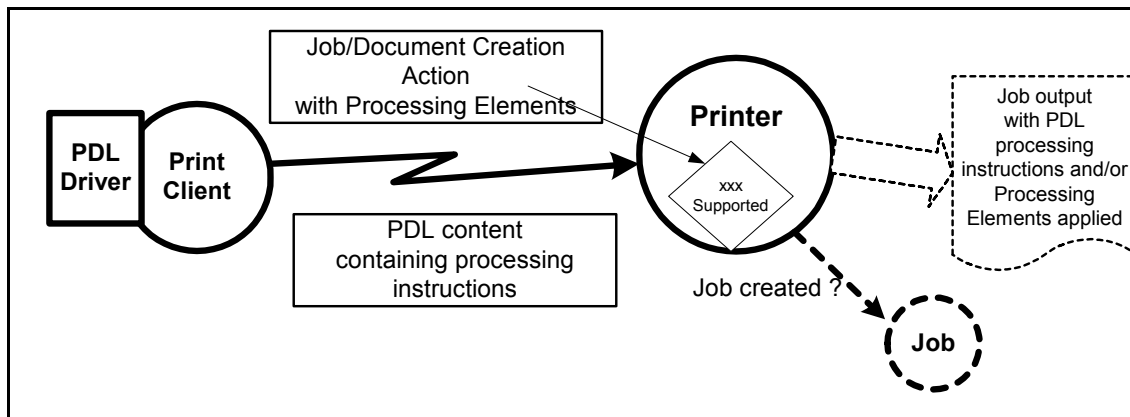 PDL
Driver
Print
Client
Job/Document Creation
Action
with Processing Elements
PDL content
containing processing
instructions
Printer
xxx
Supported
Job created ?
Job
Job output
with PDL
processing
instructions and/or
Processing
Elements applied